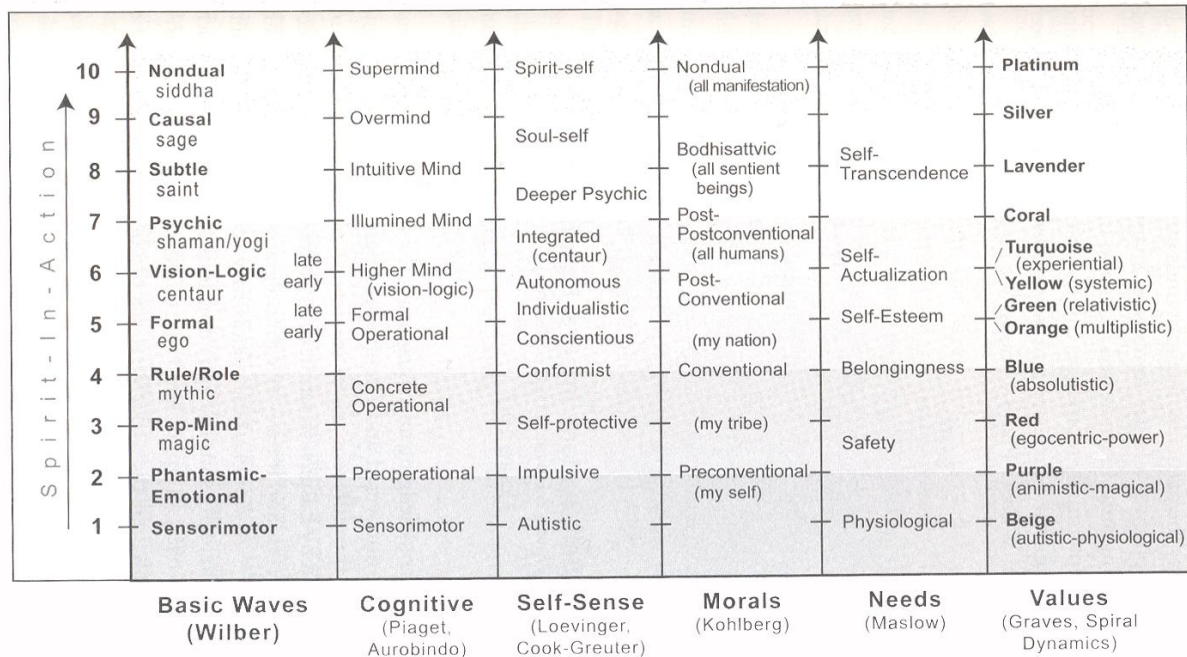 Spirit-In-Action
10
9
8
7
6
5
4
3
2
1
Nondual
siddha
Causal
sage
Subtle
saint
Psychic
shaman/yogi
late
Vision-Logic early
centaur
late
Formal early
ego
Rule/Role
mythic
Rep-Mind
magic
Phantasmic-
Emotional
Sensorimotor
Basic Waves
(Wilber)
Supermind
Overmind
Intuitive Mind
Illumined Mind
Higher Mind
(vision-logic)
Formal
Operational
Concrete
Operational
Preoperational
Sensorimotor
Cognitive
(Piaget,
Aurobindo)
Spirit-self
Soul-self
Deeper Psychic
Integrated
(centaur)
Autonomous
Individualistic
Conscientious
Conformist
Self-protective
Impulsive
Autistic
Self-Sense
(Loevinger,
Cook-Greuter)
Nondual
(all manifestation)
Bodhisattvic
(all sentient
beings)
Post-
Postconventional
(all humans)
Post-
Conventional
(my nation)
Conventional
(my tribe)
Preconventional
(my self)
Morals
(Kohlberg)
Self-
Transcendence
Self-
Actualization
Self-Esteem
Belongingness
Safety
Physiological
Needs
(Maslow)
Platinum
Silver
Lavender
Coral
Turquoise
(experiential)
Yellow (systemic)
Green (relativistic)
Orange (multiplistic)
Blue
(absolutistic)
Red
(egocentric-power)
Purple
(animistic-magical)
Beige
(autistic-physiological)
Values
(Graves, Spiral
Dynamics)